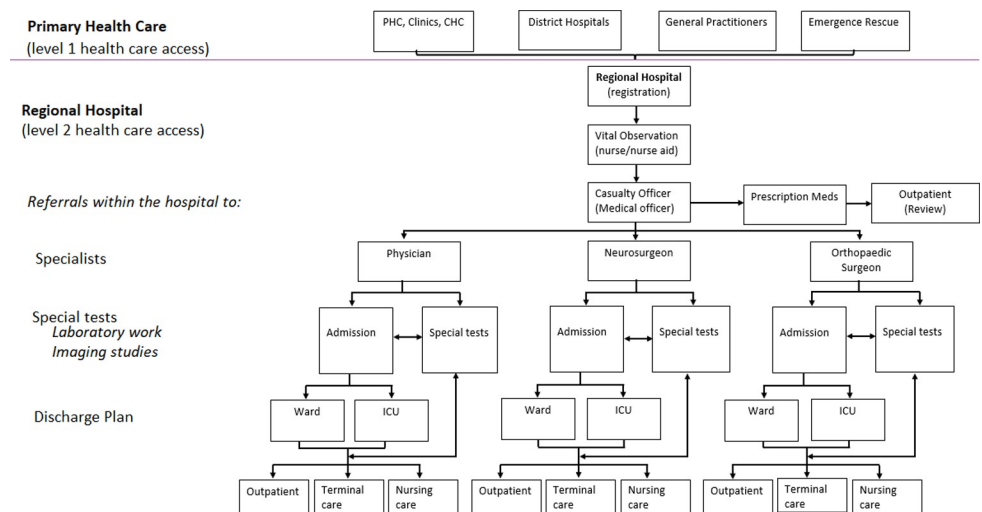 Primary Health Care
(level 1 health care access)
PHC, Clinics, CHC
District Hospitals
General Practitioners
Emergence Rescue
Regional Hospital
(registration)
Regional Hospital
(level 2 health care access)
Vital Observation
(nurse/nurse aid)
Referrals within the hospital to:
Casualty Officer
(Medical officer)
Prescription Meds
Outpatient
(Review)
Specialists
Physician
Neurosurgeon
Orthopaedic
Surgeon
Special tests
Laboratory work
Imaging studies
Admission
Special tests
Admission
Special tests
Admission
Special tests
Discharge Plan
Ward
ICU
Ward
ICU
Ward
ICU
Outpatient
Terminal
care
Nursing
care
Outpatient
Terminal
care
Nursing
care
Outpatient
Terminal
care
Nursing
care